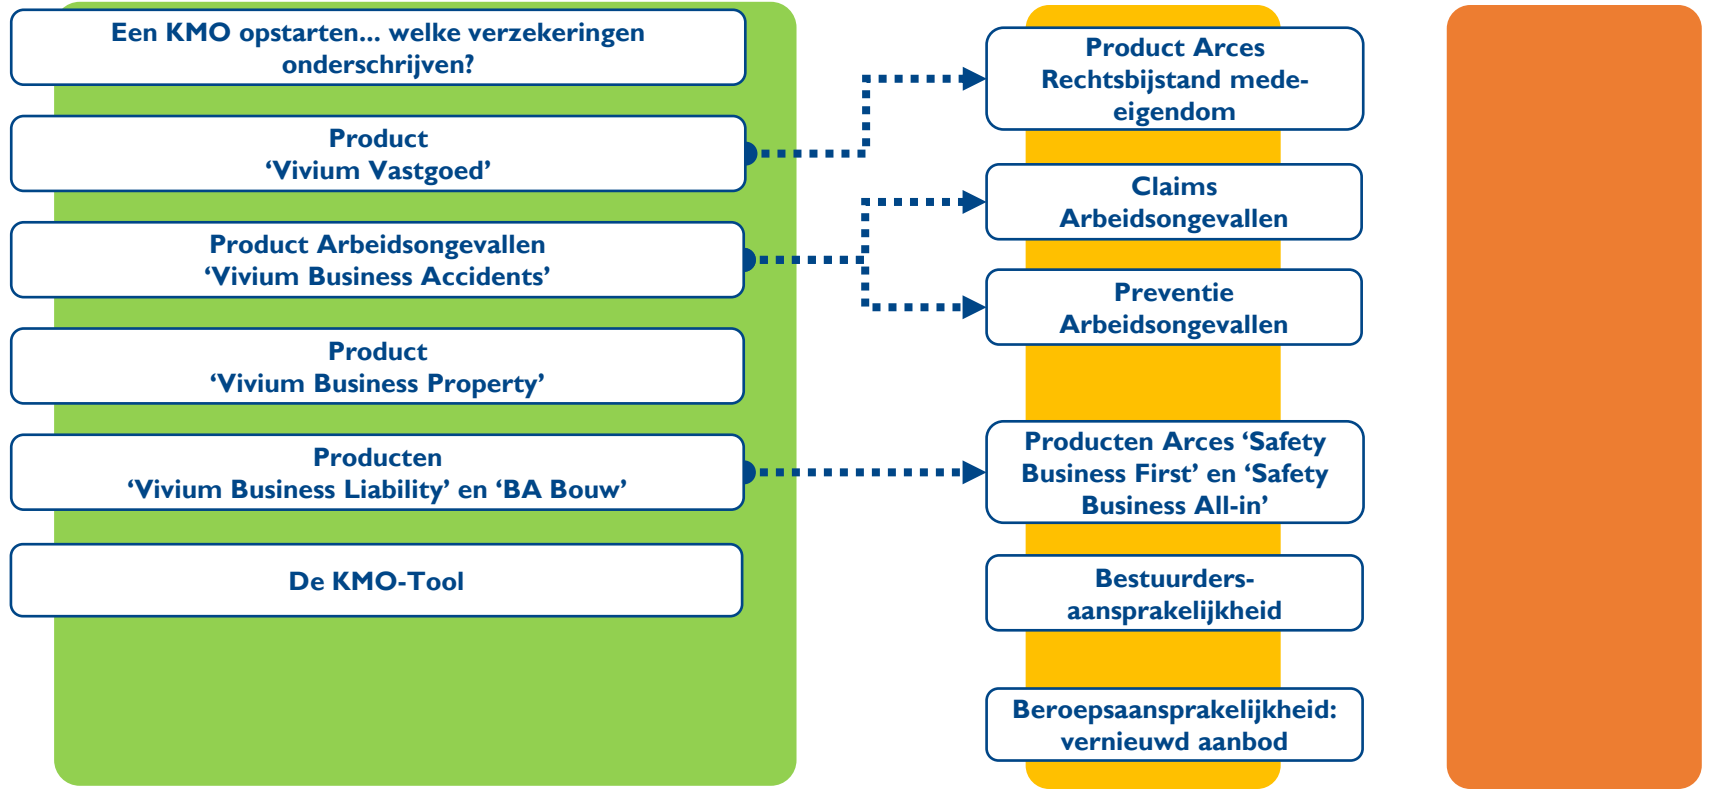 Een KMO opstarten... welke verzekeringen
onderschrijven?
Product
‘Vivium Vastgoed’
Product Arbeidsongevallen
‘Vivium Business Accidents’
Product
‘Vivium Business Property’
Producten
‘Vivium Business Liability’ en ‘BA Bouw’
De KMO-Tool
Product Arces
Rechtsbijstand mede-
eigendom
Claims
Arbeidsongevallen
Preventie
Arbeidsongevallen
Producten Arces ‘Safety
Business First’ en ‘Safety
Business All-in’
Bestuurders-
aansprakelijkheid
Beroepsaansprakelijkheid:
vernieuwd aanbod